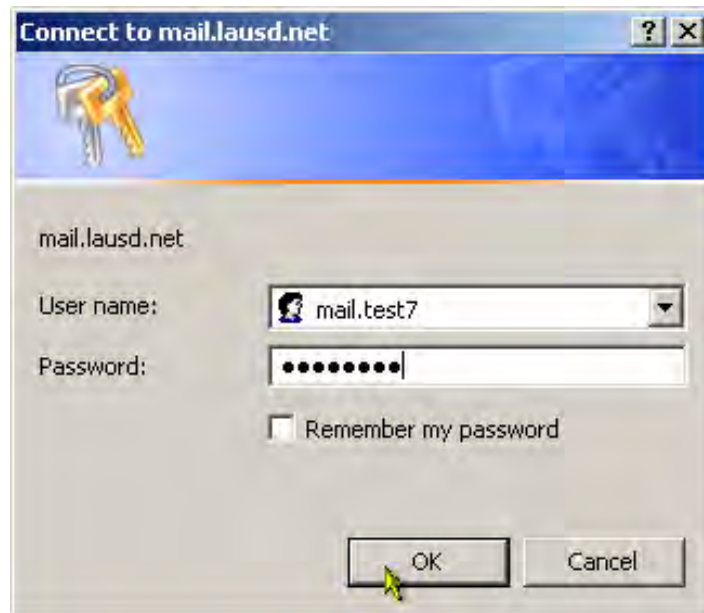 Connect to mail.lausd.net
mail.lausd.net
User name: mail.test7
Password: ●●●●●●●●
Remember my password
OK Cancel